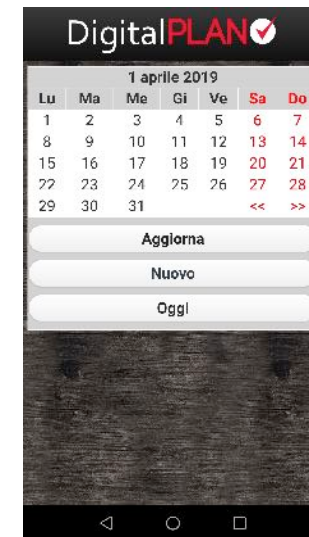 DigitalPLAN
1 aprile 2019
Lu Ma Me Gi Ve Sa Do
1 2 3 4 5 6 7
8 9 10 11 12 13 14
15 16 17 18 19 20 21
22 23 24 25 26 27 28
29 30 31 << >>
Aggiorna
Nuovo
Oggi